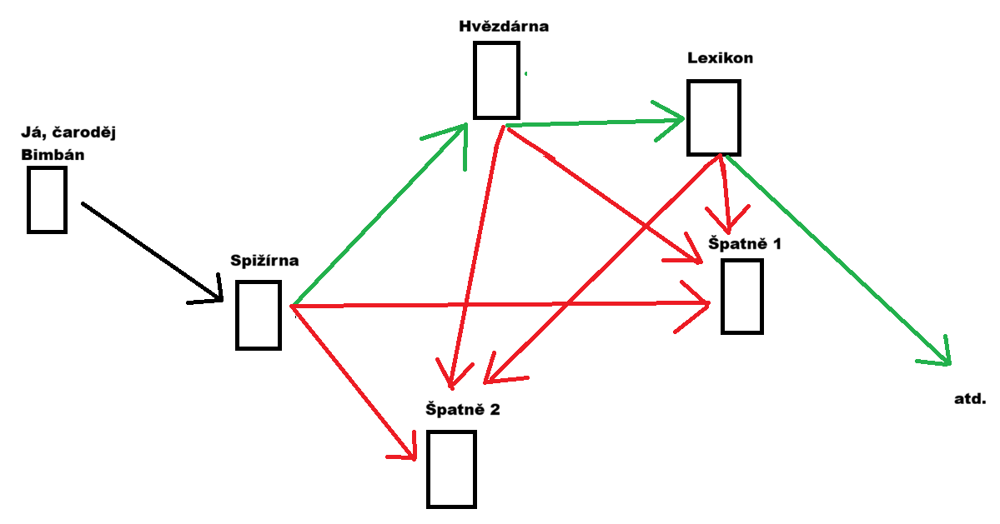 Hvězdárna
Lexikon
Já, čaroděj
Bimbán
Špatně 1
Spižírna
atd.
Špatně 2